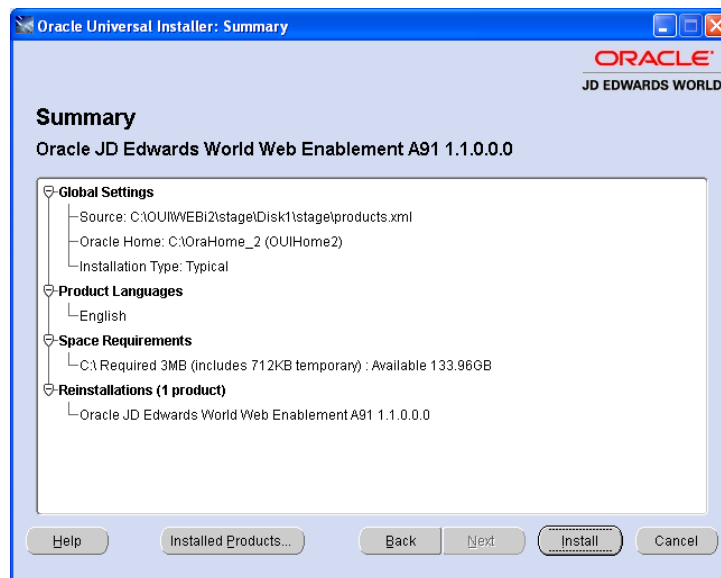 Oracle Universal Installer: Summary
ORACLE
JD EDWARDS WORLD
Summary
Oracle JD Edwards World Web Enablement A91 1.1.0.0.0
Global Settings
Source: C:\OUI\WEBi2\stage\Disk1\stage\products.xml
Oracle Home: C:\OraHome_2 (OUIHome2)
Installation Type: Typical
Product Languages
English
Space Requirements
C:\ Required 3MB (includes 712KB temporary) : Available 133.96GB
Reinstallations (1 product)
Oracle JD Edwards World Web Enablement A91 1.1.0.0.0
Help
Installed Products...
Back
Next
Install
Cancel